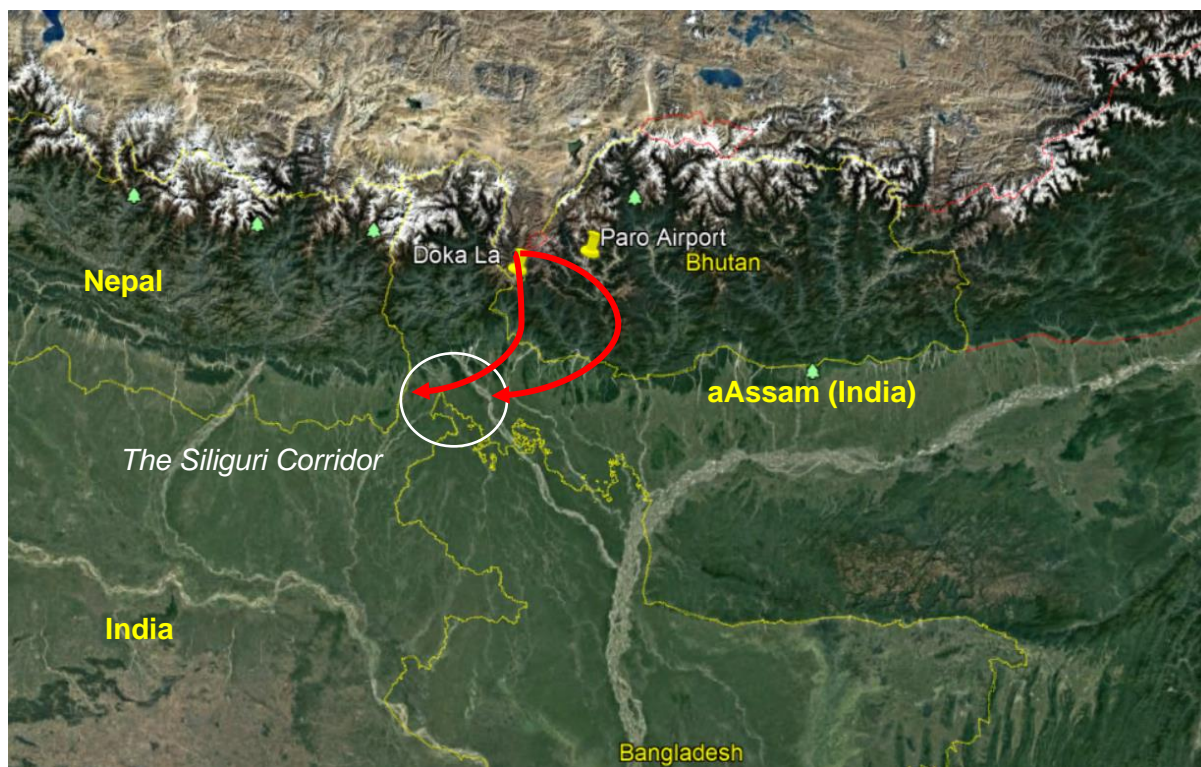 Paro Airport
Doka La
Bhutan
Nepal
aAssam (India)
The Siliguri Corridor
India
Bangladesh